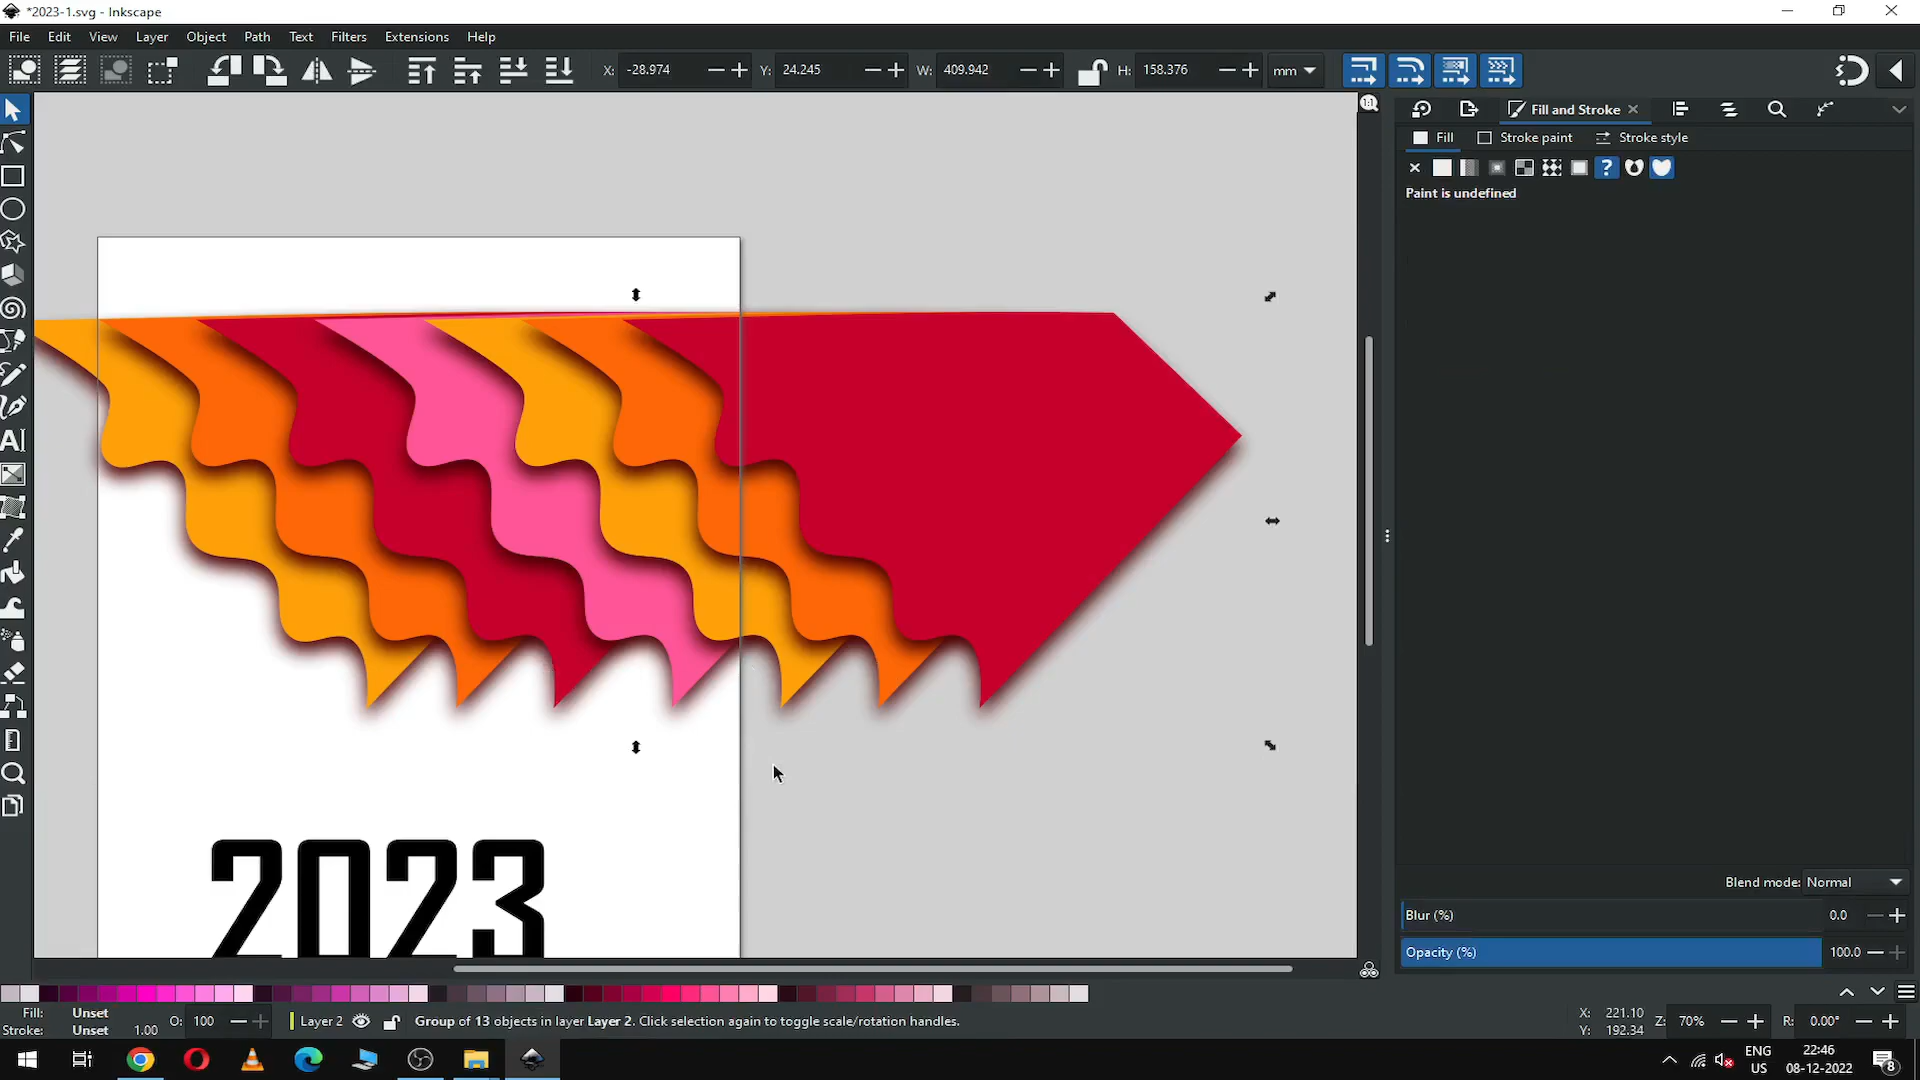 *2023-1.svg - Inkscape
File Edit View Layer Object Path Text Filters Extensions Help
X: -28.974 Y: 24.245 W: 409.942 H: 158.376 mm
1:1
Fill and Stroke
Fill Stroke paint Stroke style
?
Paint is undefined
2023
Blend mode: Normal
Blur (%) 0.0
Opacity (%) 100.0
Fill: Unset
Stroke: Unset 1.00
O: 100
Layer 2
Group of 13 objects in layer Layer 2. Click selection again to toggle scale/rotation handles.
X: 221.10
Y: 192.34
Z: 70%
R: 0.00°
ENG
US
22:46
08-12-2022
8